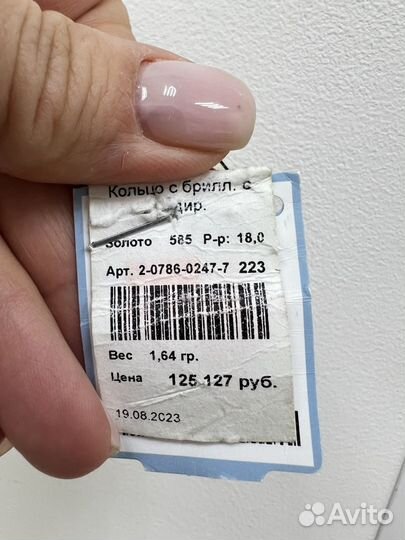 Кольцо с брилл. с
дир.
Золото 585 Р-р: 18,0
Арт. 2-0786-0247-7 223
Вес 1,64 гр.
Цена 125 127 руб.
19.08.2023
Avito